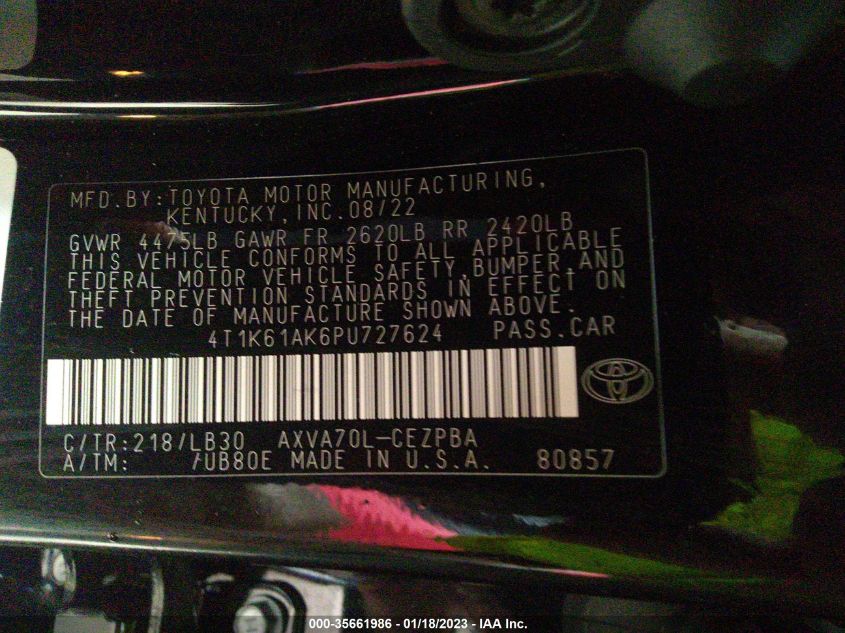 MFD.BY:TOYOTA MOTOR MANUFACTURING,
KENTUCKY,INC.08/22
GVWR 4475LB GAWR FR 2620LB RR 2420LB
THIS VEHICLE CONFORMS TO ALL APPLICABLE
FEDERAL MOTOR VEHICLE SAFETY,BUMPER,AND
THEFT PREVENTION STANDARDS IN EFFECT ON
THE DATE OF MANUFACTURE SHOWN ABOVE.
4T1K61AK6PU727624 PASS.CAR
C/TR:218/LB30 AXVA70L-CEZPBA
A/TM: /UB80E MADE IN U.S.A. 80857
000-35661986 - 01/18/2023 - IAA Inc.